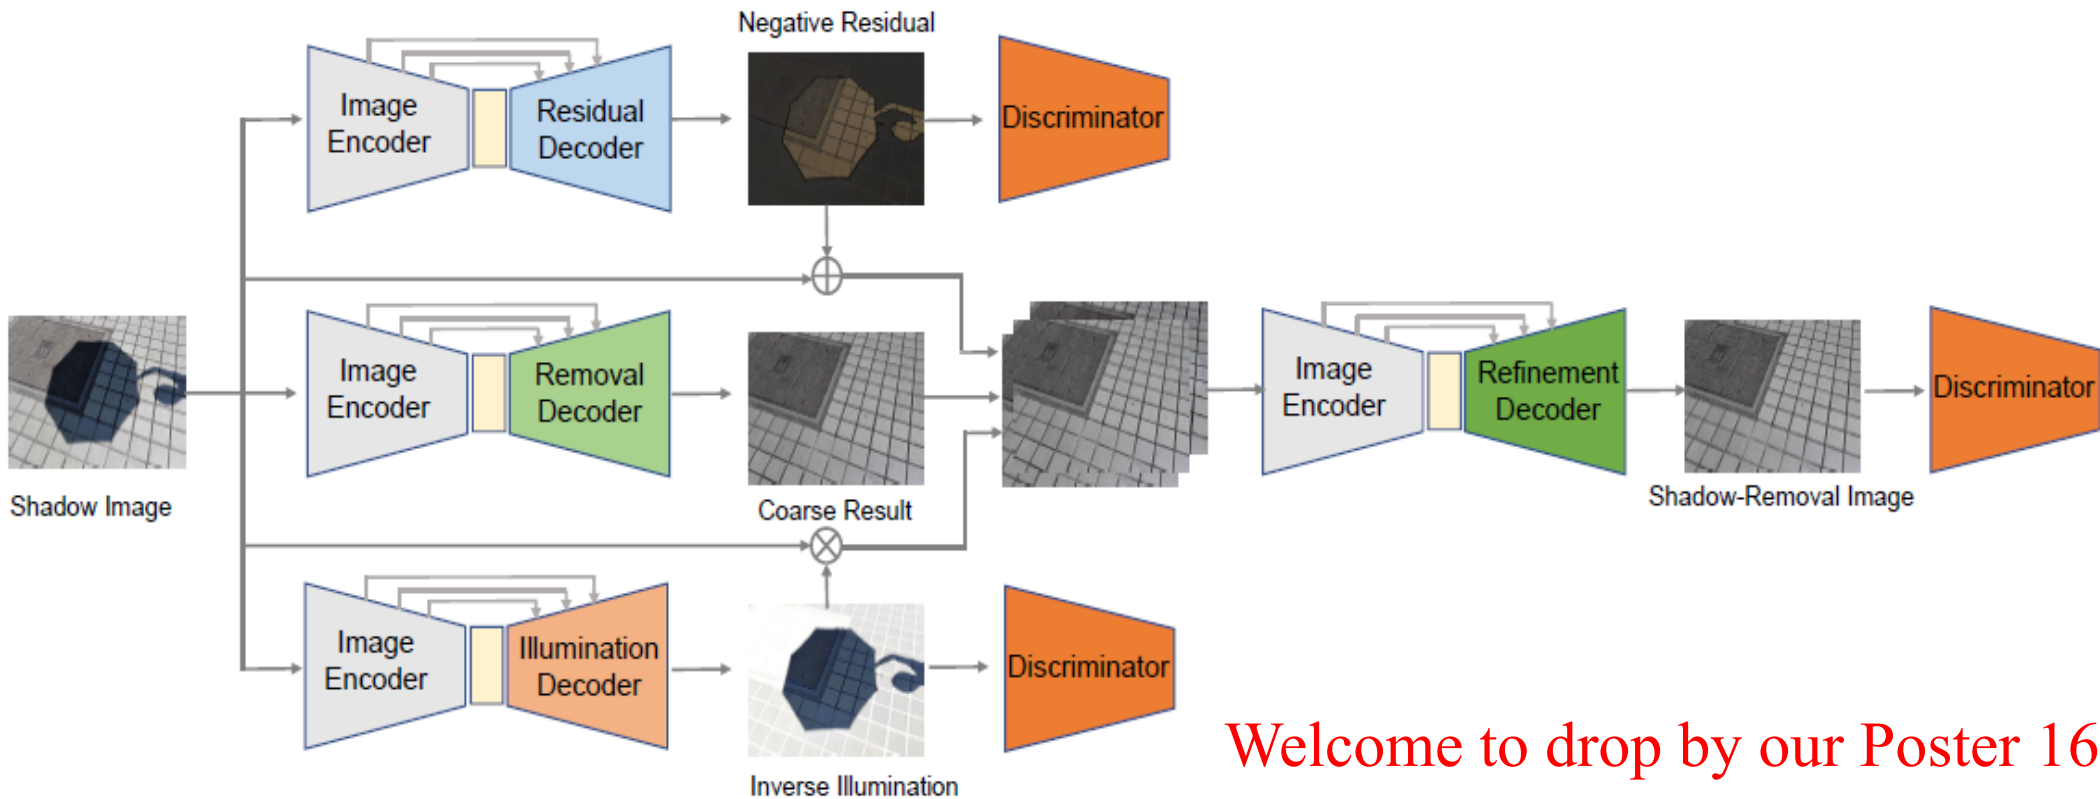 Negative Residual
Image
Encoder
Residual
Decoder
Discriminator
Shadow Image
Image
Encoder
Removal
Decoder
Coarse Result
Image
Encoder
Refinement
Decoder
Shadow-Removal Image
Discriminator
Image
Encoder
Illumination
Decoder
Inverse Illumination
Discriminator
Welcome to drop by our Poster 16